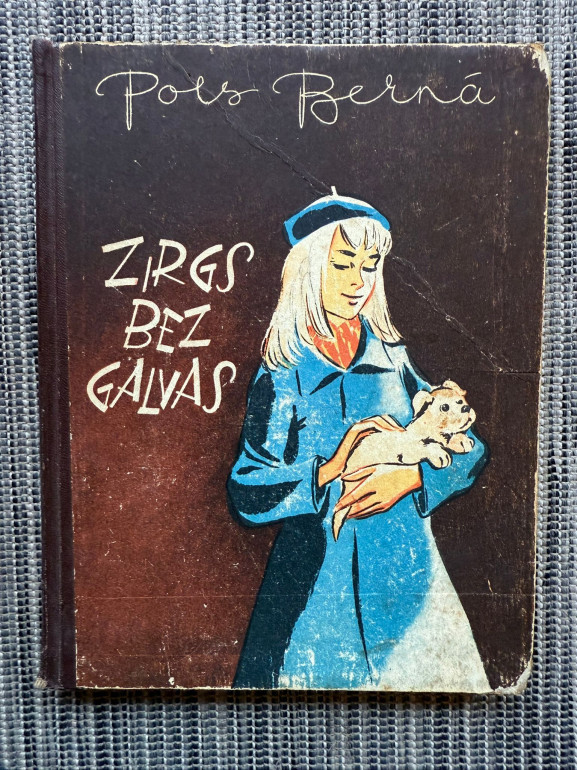 Pols Berná
ZIRGS
BEZ
GALVAS